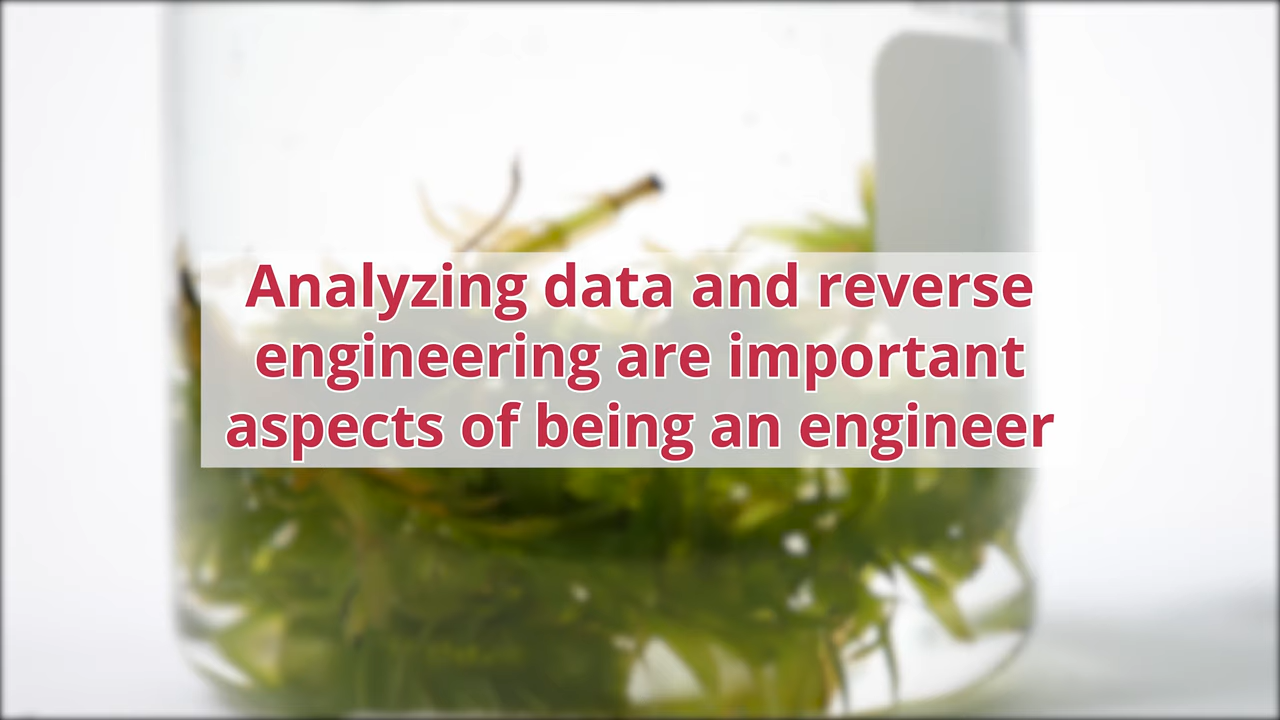 Analyzing data and reverse
engineering are important
aspects of being an engineer